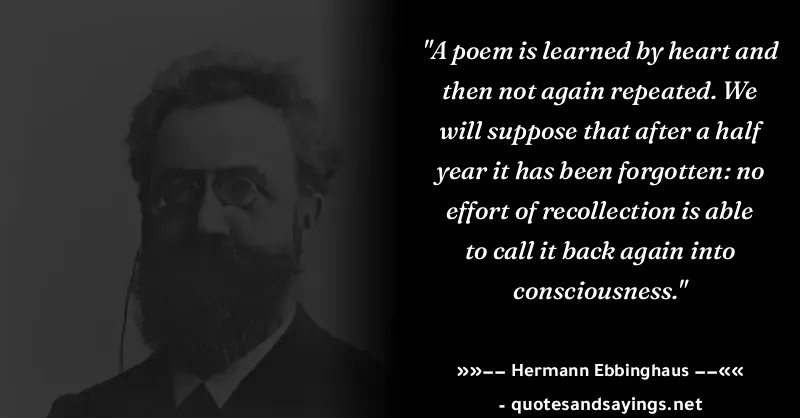 "A poem is learned by heart and
then not again repeated. We
will suppose that after a half
year it has been forgotten: no
effort of recollection is able
to call it back again into
consciousness."
»»−− Hermann Ebbinghaus −−««
- quotesandsayings.net